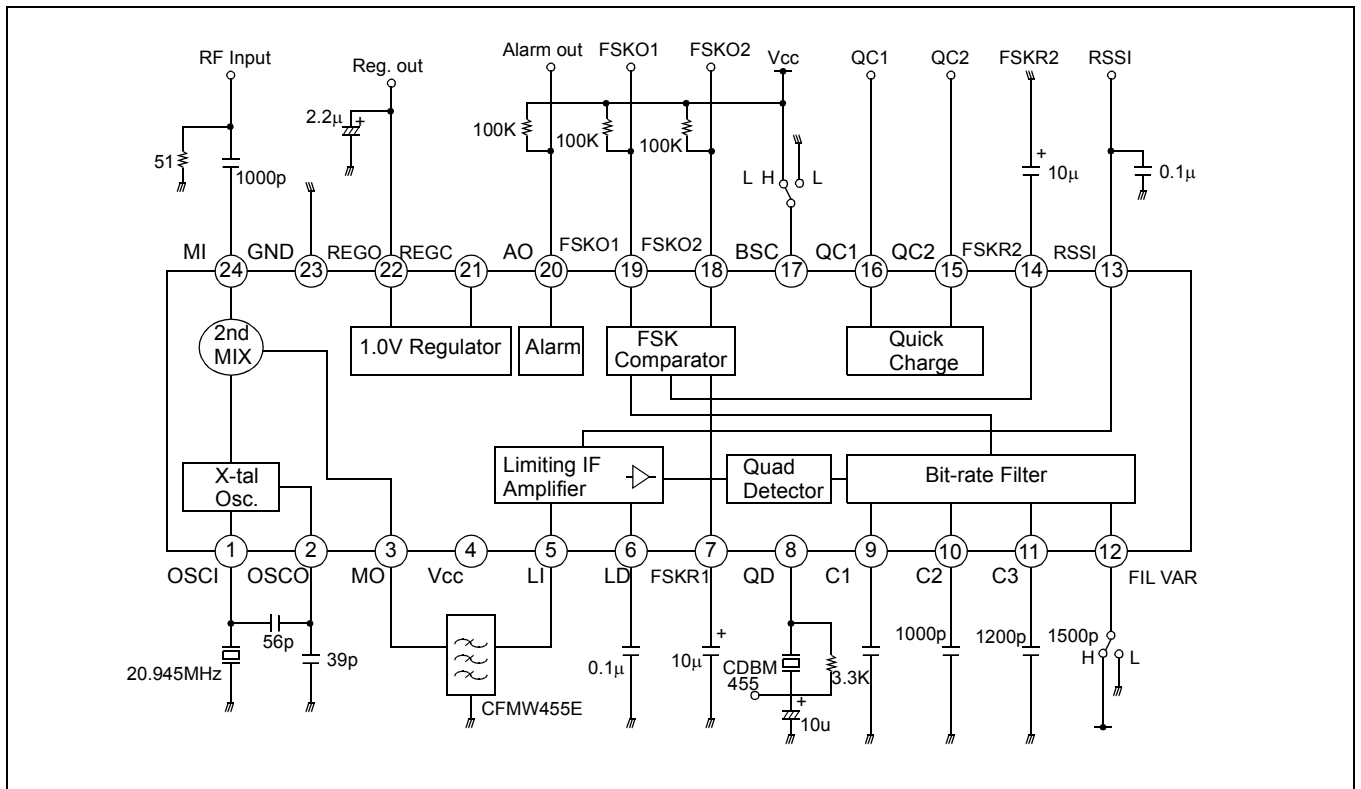 RF Input
Reg. out
Alarm out
FSKO1
FSKO2
Vcc
QC1
QC2
FSKR2
RSSI
2.2μ
+
51
1000p
100K
100K
100K
L
H
L
+
10μ
0.1μ
MI
GND
REGO
REGC
AO
FSKO1
FSKO2
BSC
QC1
QC2
FSKR2
RSSI
24
23
22
21
20
19
18
17
16
15
14
13
2nd
MIX
1.0V Regulator
Alarm
FSK
Comparator
Quick
Charge
X-tal
Osc.
Limiting IF
Amplifier
Quad
Detector
Bit-rate Filter
1
2
3
4
5
6
7
8
9
10
11
12
OSCI
OSCO
MO
Vcc
LI
LD
FSKR1
QD
C1
C2
C3
FIL VAR
56p
39p
20.945MHz
CFMW455E
0.1μ
+
10μ
CDBM
455
3.3K
+
10u
1000p
1200p
1500p
H
L